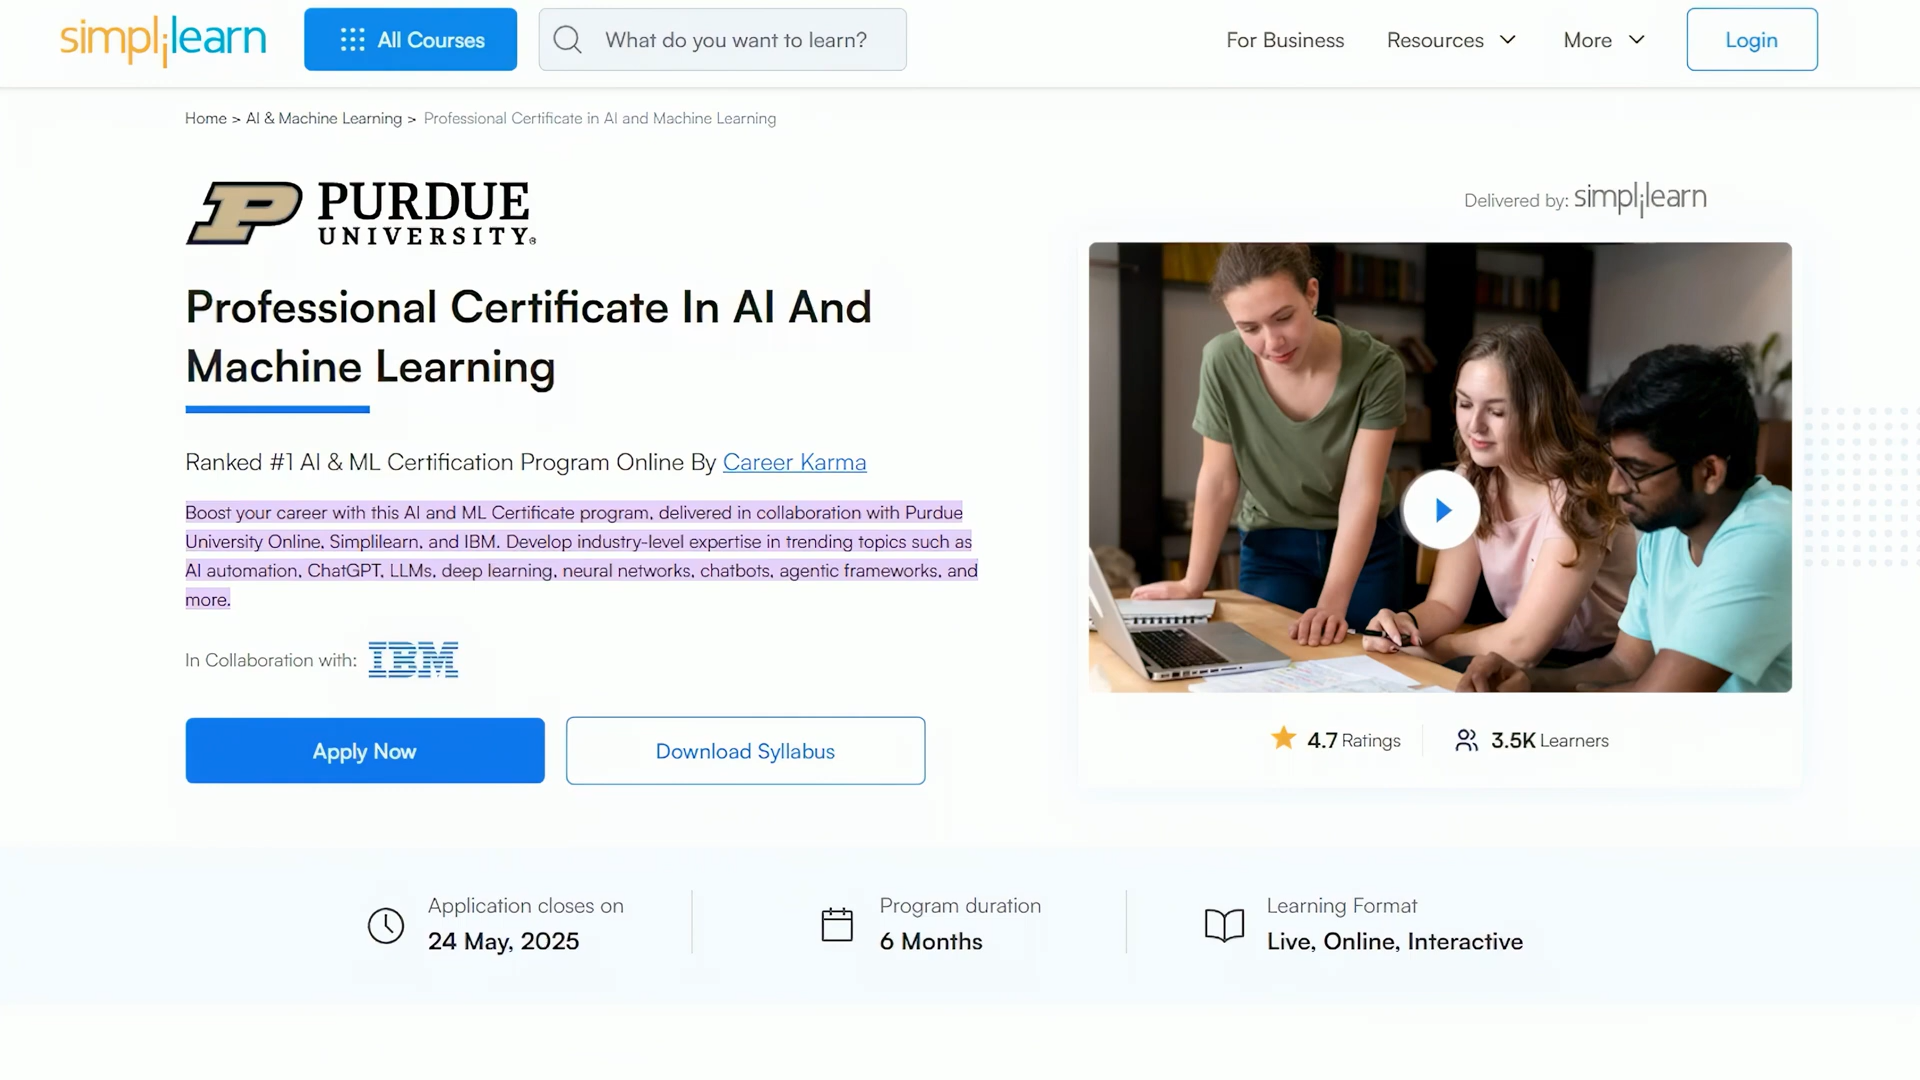 simplilearn
All Courses
What do you want to learn?
For Business
Resources
More
Login
Home > AI & Machine Learning > Professional Certificate in AI and Machine Learning
PURDUE
UNIVERSITY®
Professional Certificate In AI And
Machine Learning
Ranked #1 AI & ML Certification Program Online By Career Karma
Boost your career with this AI and ML Certificate program, delivered in collaboration with Purdue
University Online, Simplilearn, and IBM. Develop industry-level expertise in trending topics such as
AI automation, ChatGPT, LLMs, deep learning, neural networks, chatbots, agentic frameworks, and
more.
In Collaboration with: IBM
Apply Now
Download Syllabus
Delivered by: simplilearn
4.7 Ratings
3.5K Learners
Application closes on
24 May, 2025
Program duration
6 Months
Learning Format
Live, Online, Interactive